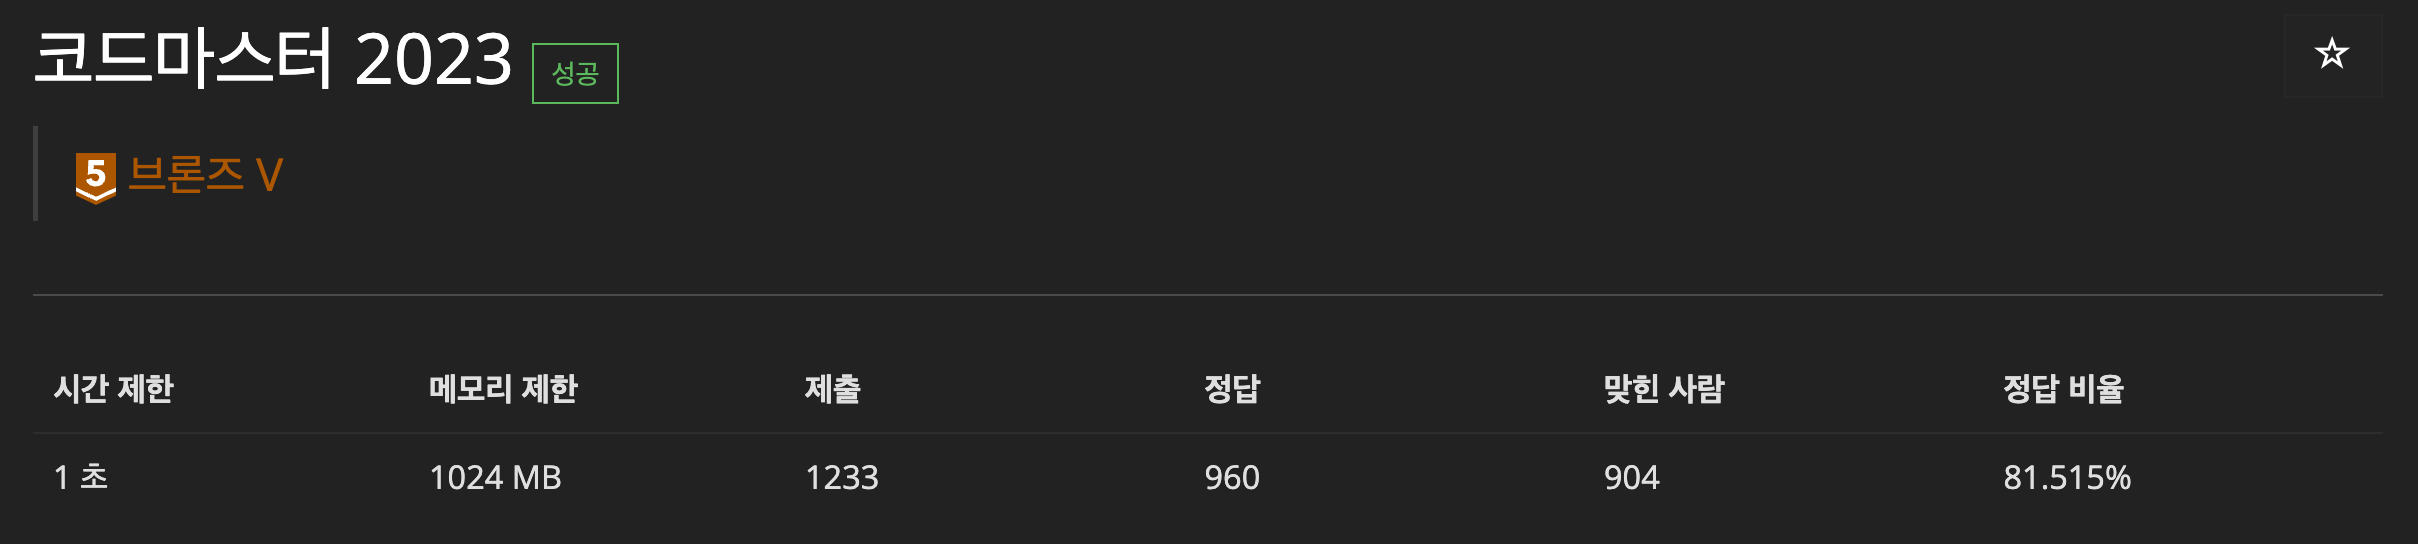 코드마스터 2023 성공
5 브론즈 V
시간 제한 메모리 제한 제출 정답 맞힌 사람 정답 비율
1 초 1024 MB 1233 960 904 81.515%